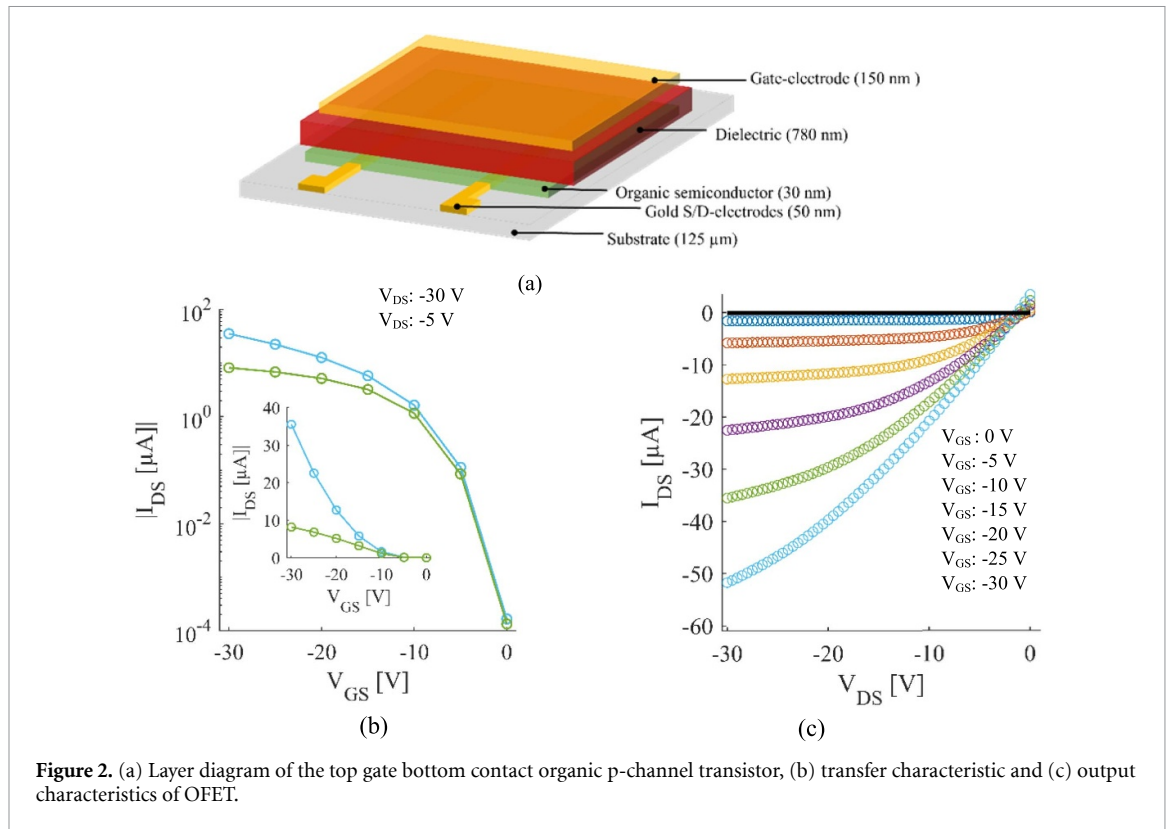 Gate-electrode (150 nm )
Dielectric (780 nm)
Organic semiconductor (30 nm)
Gold S/D-electrodes (50 nm)
Substrate (125 µm)
(a)
V_DS: -30 V
V_DS: -5 V
10^2
10^0
10^-2
10^-4
|I_DS [µA]|
-30
-20
-10
0
V_GS [V]
40
30
20
10
0
|I_DS [µA]|
-30
-20
-10
0
V_GS [V]
(b)
0
-10
-20
-30
-40
-50
-60
I_DS [µA]
V_GS: 0 V
V_GS: -5 V
V_GS: -10 V
V_GS: -15 V
V_GS: -20 V
V_GS: -25 V
V_GS: -30 V
-30
-20
-10
0
V_DS [V]
(c)
Figure 2. (a) Layer diagram of the top gate bottom contact organic p-channel transistor, (b) transfer characteristic and (c) output
characteristics of OFET.